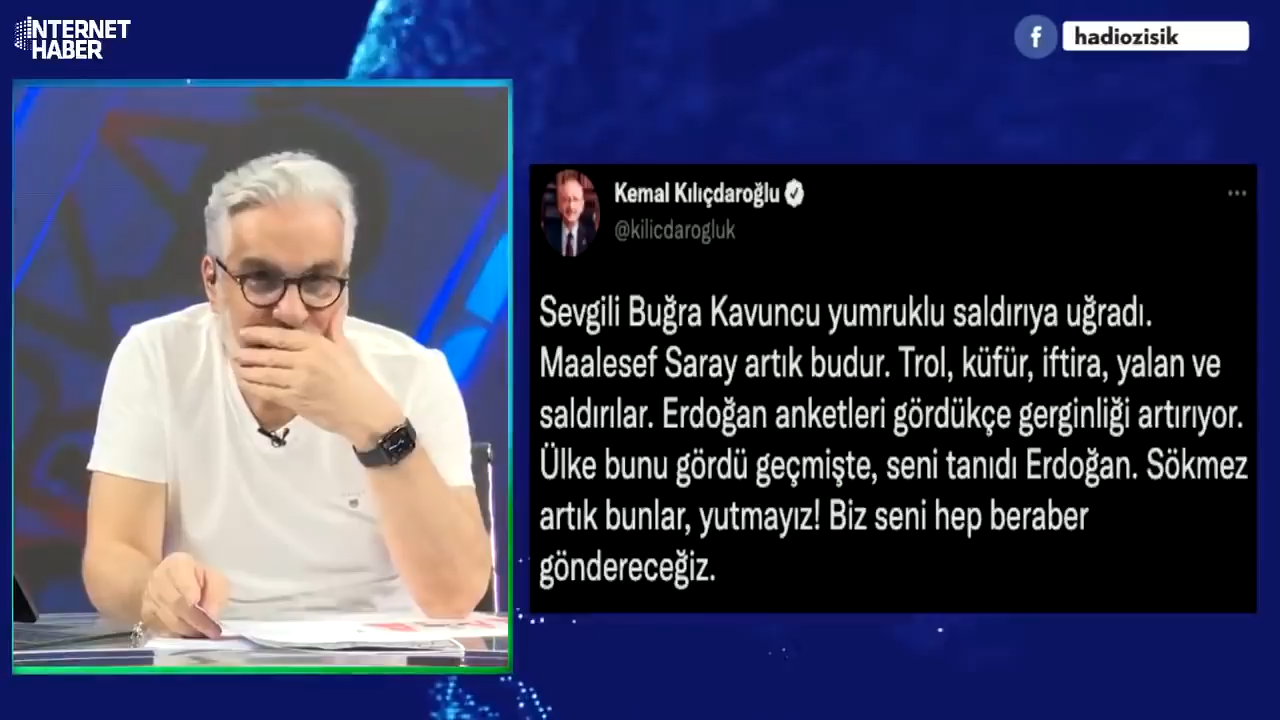 İNTERNET
HABER
f hadiozisik
Kemal Kılıçdaroğlu
@kilicdarogluk
Sevgili Buğra Kavuncu yumruklu saldırıya uğradı.
Maalesef Saray artık budur. Trol, küfür, iftira, yalan ve
saldırılar. Erdoğan anketleri gördükçe gerginliği artırıyor.
Ülke bunu gördü geçmişte, seni tanıdı Erdoğan. Sökmez
artık bunlar, yutmayız! Biz seni hep beraber
göndereceğiz.